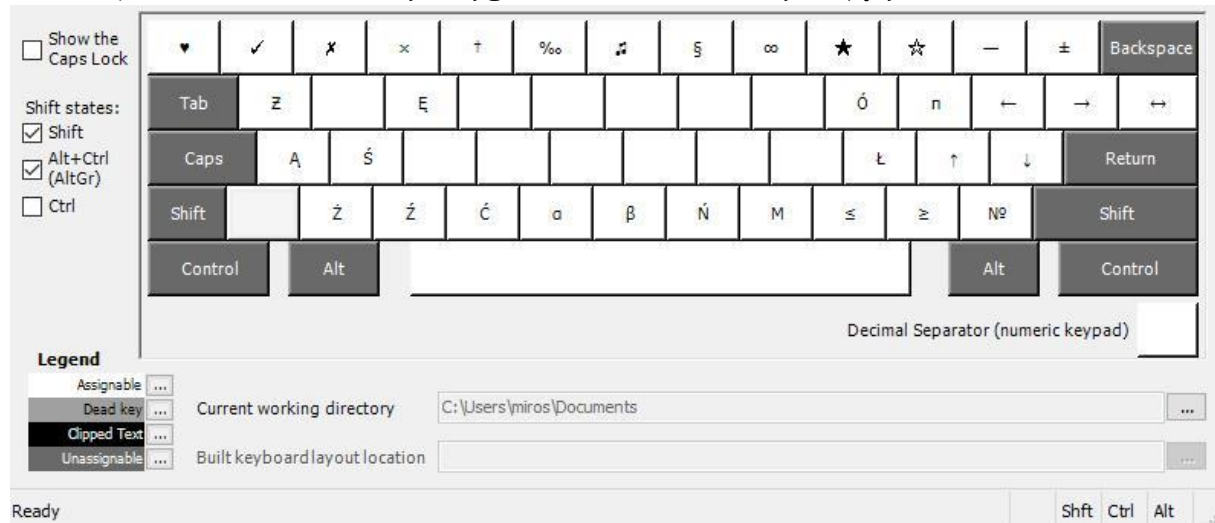 Show the
Caps Lock
Shift states:
Shift
Alt+Ctrl
(AltGr)
Ctrl
♥ ✓ ✗ × † ‰ ♫ § ∞ ★ ☆ — ± Backspace
Tab Ƶ Ę Ó π ← → ↔
Caps Ą Ś Ł ↑ ↓ Return
Shift Ż Ź Ć α β Ń Μ ≤ ≥ № Shift
Control Alt Alt Control
Decimal Separator (numeric keypad)
Legend
Assignable ...
Dead key ...
Clipped Text ...
Unassignable ...
Current working directory C:\Users\miros\Documents ...
Built keyboard layout location ...
Ready Shft Ctrl Alt